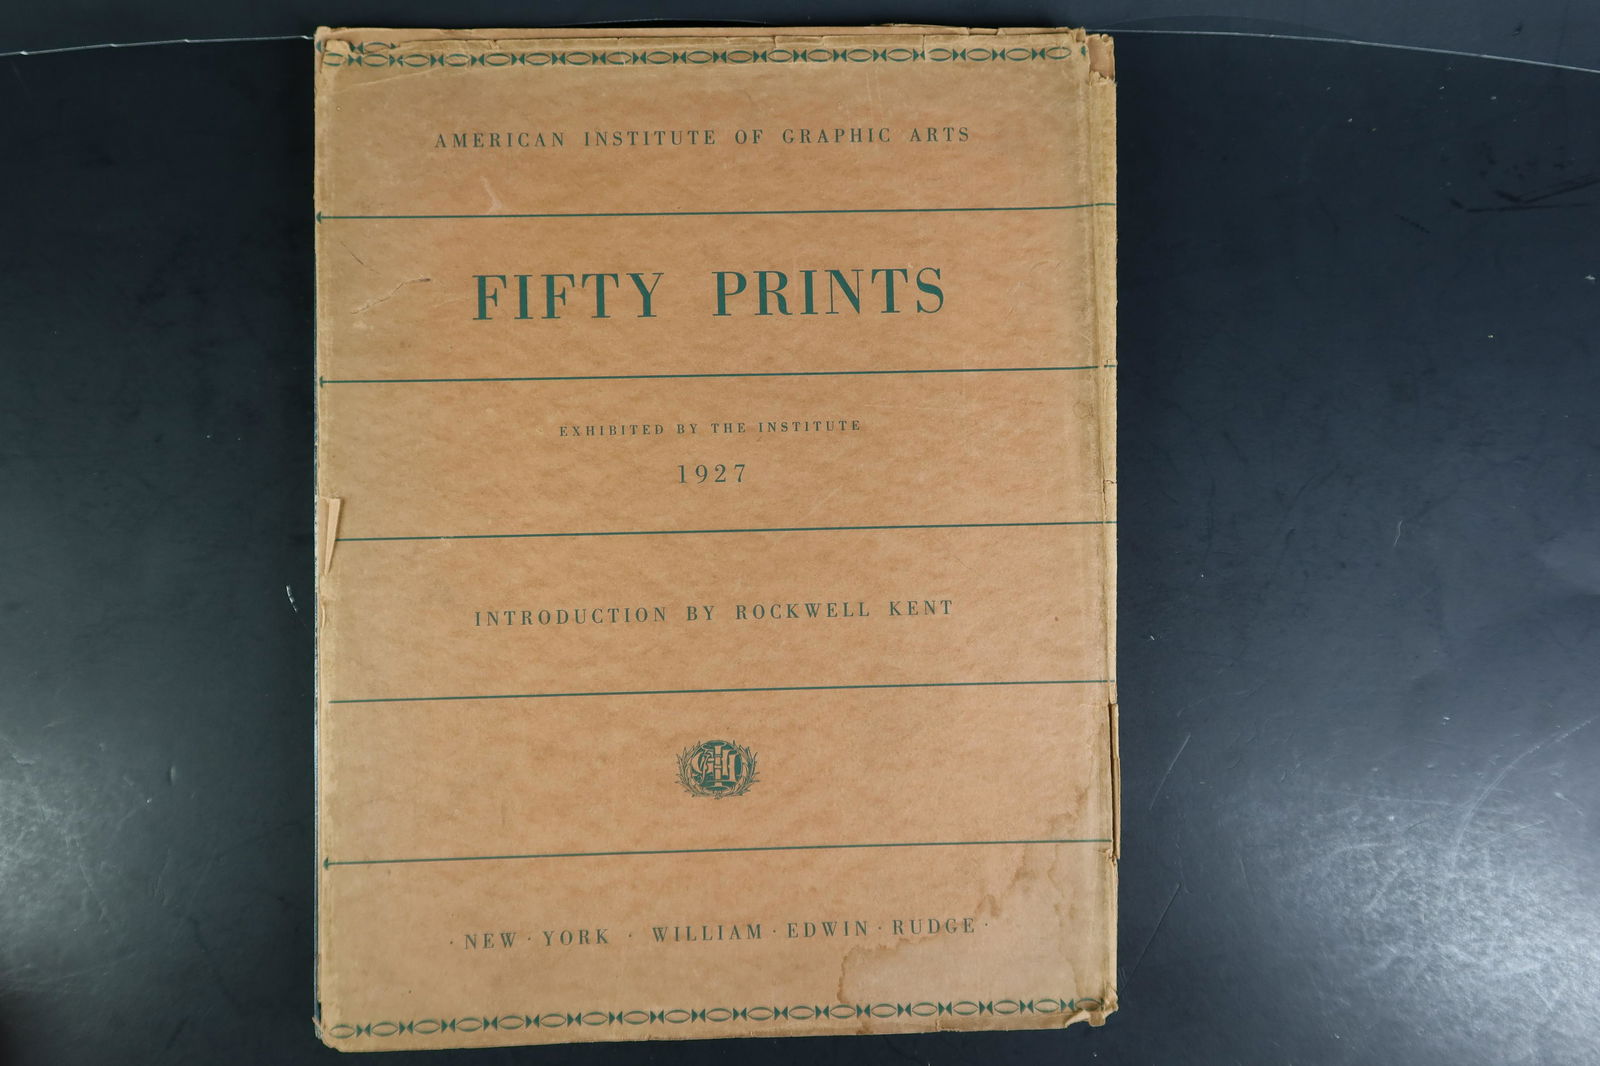 AMERICAN INSTITUTE OF GRAPHIC ARTS
FIFTY PRINTS
EXHIBITED BY THE INSTITUTE
1927
INTRODUCTION BY ROCKWELL KENT
· NEW · YORK · WILLIAM · EDWIN · RUDGE ·